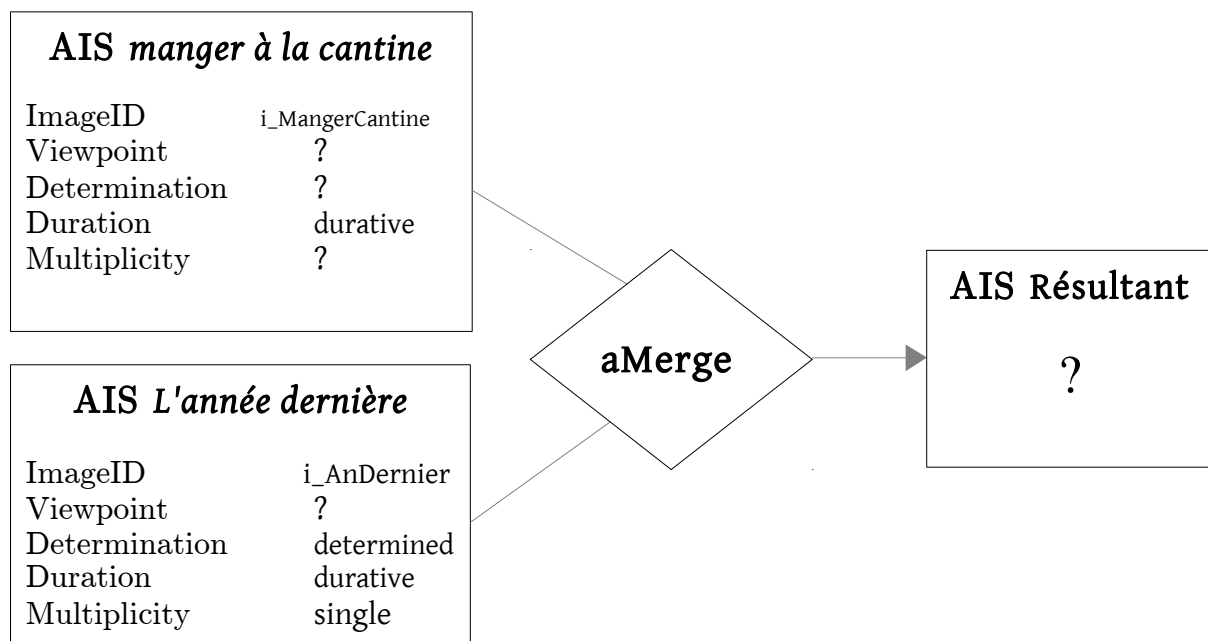 AIS manger à la cantine
ImageID i_MangerCantine
Viewpoint ?
Determination ?
Duration durative
Multiplicity ?
AIS L'année dernière
ImageID i_AnDernier
Viewpoint ?
Determination determined
Duration durative
Multiplicity single
aMerge
AIS Résultant
?